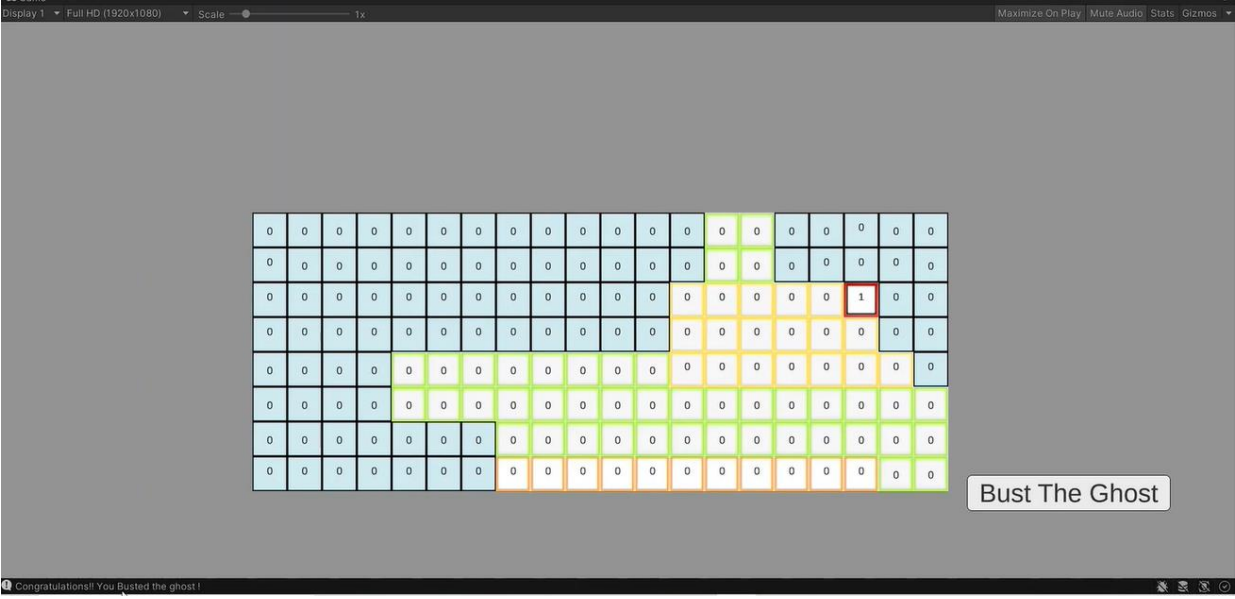 Display 1 Full HD (1920x1080) Scale 1x Maximize On Play Mute Audio Stats Gizmos
0 0 0 0 0 0 0 0 0 0 0 0 0 0 0 0 0 0 0 0
0 0 0 0 0 0 0 0 0 0 0 0 0 0 0 0 0 0 0 0
0 0 0 0 0 0 0 0 0 0 0 0 0 0 0 0 0 1 0 0
0 0 0 0 0 0 0 0 0 0 0 0 0 0 0 0 0 0 0 0
0 0 0 0 0 0 0 0 0 0 0 0 0 0 0 0 0 0 0 0
0 0 0 0 0 0 0 0 0 0 0 0 0 0 0 0 0 0 0 0
0 0 0 0 0 0 0 0 0 0 0 0 0 0 0 0 0 0 0 0
0 0 0 0 0 0 0 0 0 0 0 0 0 0 0 0 0 0 0 0
Bust The Ghost
Congratulations!! You Busted the ghost !